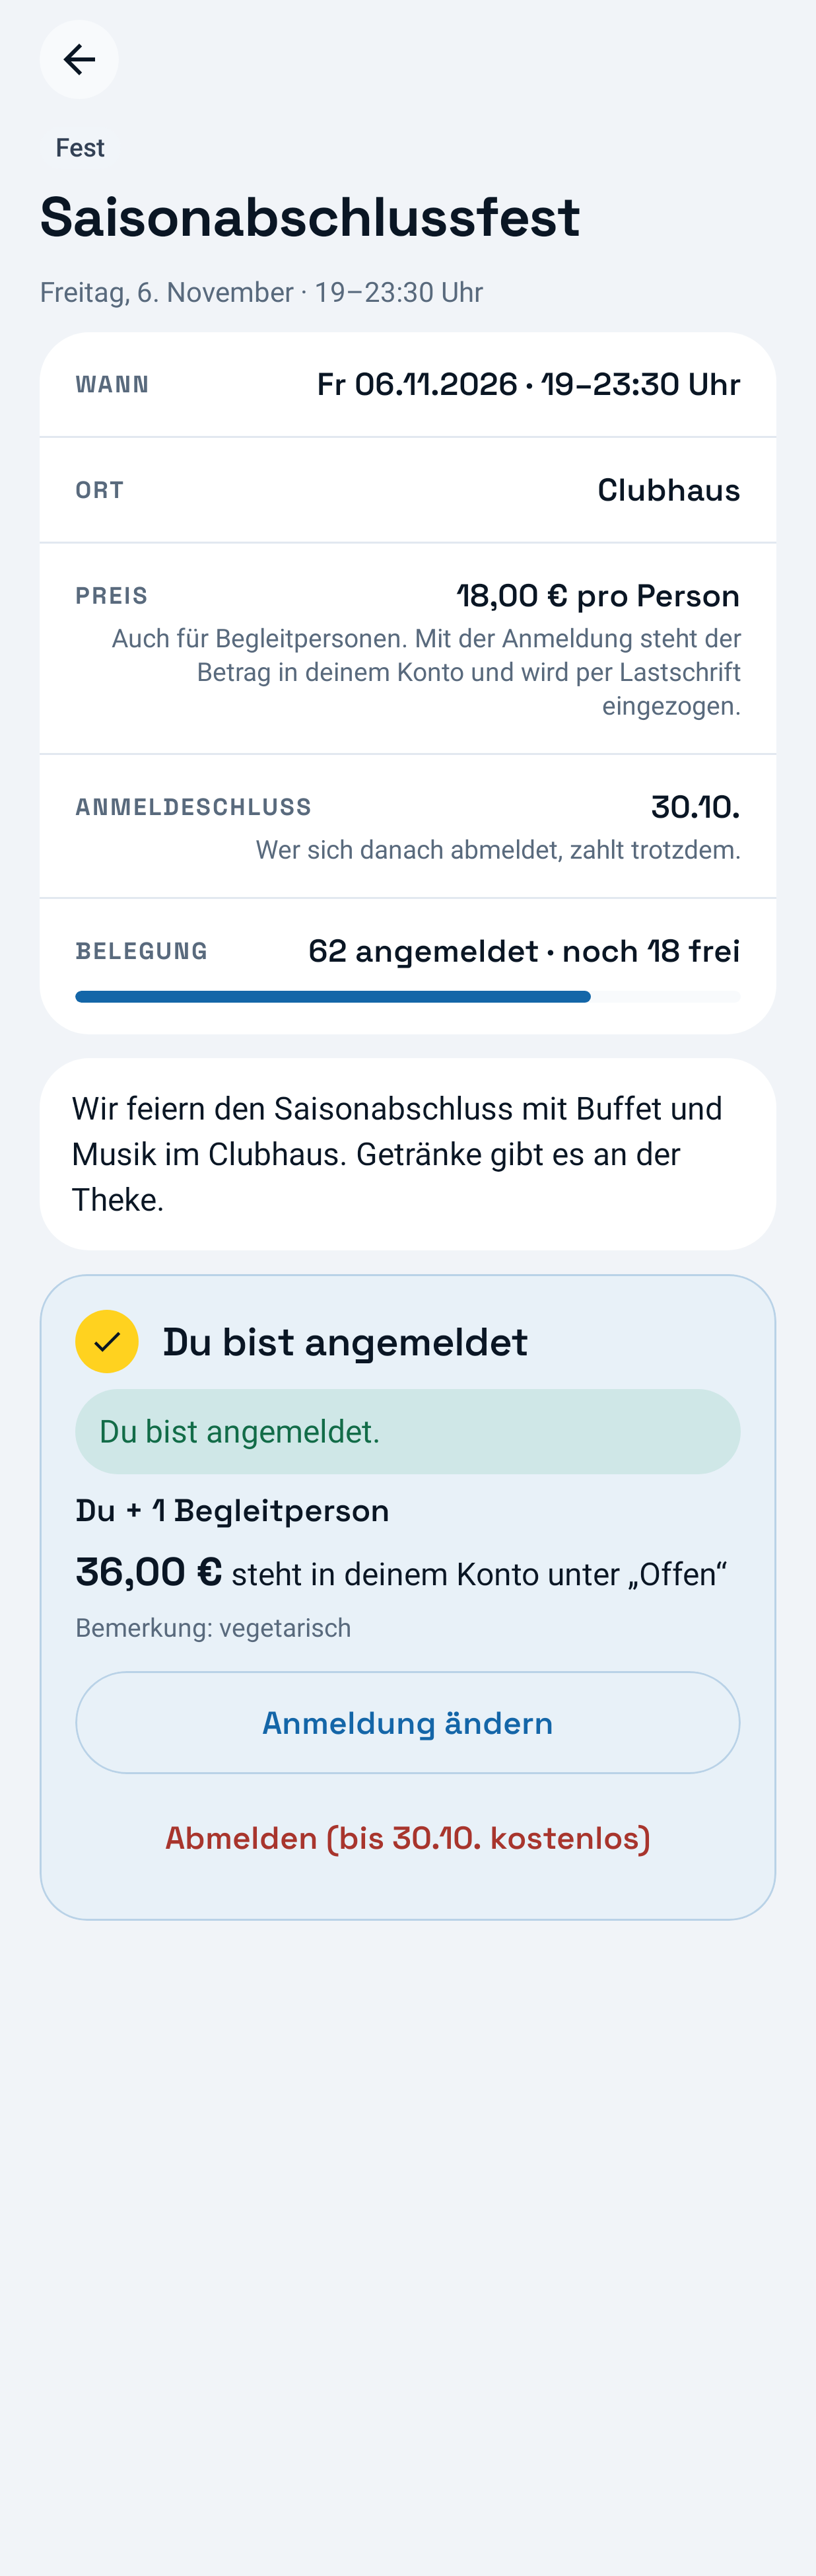 Fest
Saisonabschlussfest
Freitag, 6. November · 19–23:30 Uhr
WANN Fr 06.11.2026 · 19–23:30 Uhr
ORT Clubhaus
PREIS 18,00 € pro Person
Auch für Begleitpersonen. Mit der Anmeldung steht der
Betrag in deinem Konto und wird per Lastschrift
eingezogen.
ANMELDESCHLUSS 30.10.
Wer sich danach abmeldet, zahlt trotzdem.
BELEGUNG 62 angemeldet · noch 18 frei
Wir feiern den Saisonabschluss mit Buffet und
Musik im Clubhaus. Getränke gibt es an der
Theke.
Du bist angemeldet
Du bist angemeldet.
Du + 1 Begleitperson
36,00 € steht in deinem Konto unter „Offen“
Bemerkung: vegetarisch
Anmeldung ändern
Abmelden (bis 30.10. kostenlos)